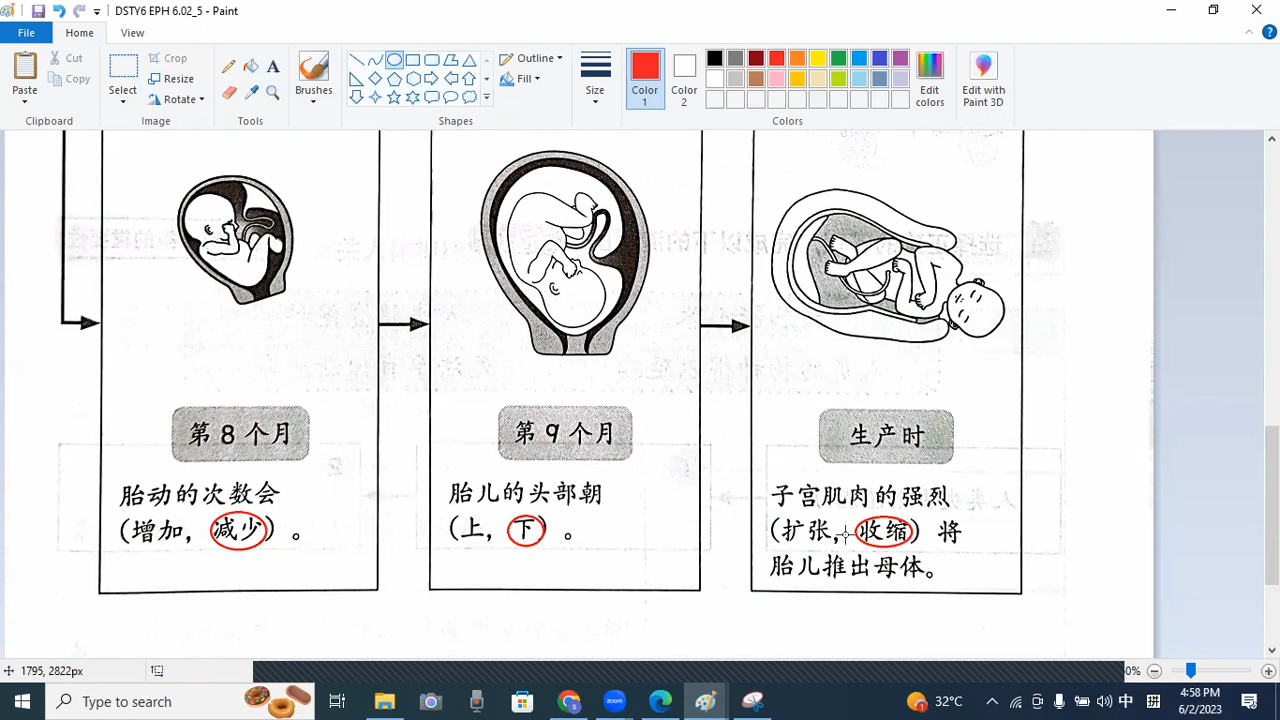 DSTY6 EPH 6.02_5 - Paint
File Home View
Paste
Cut
Copy
Clipboard
Select
Crop
Resize
Rotate
Image
Tools
Brushes
Outline
Fill
Shapes
Size
Color 1
Color 2
Edit colors
Edit with Paint 3D
Colors
第 8 个月
胎动的次数会
(增加, 减少) 。
第 9 个月
胎儿的头部朝
(上, 下) 。
生产时
子宫肌肉的强烈
(扩张, 收缩) 将
胎儿推出母体。
1795, 2822px
0%
Type here to search
zoom
32°C
中
拼
4:58 PM
6/2/2023